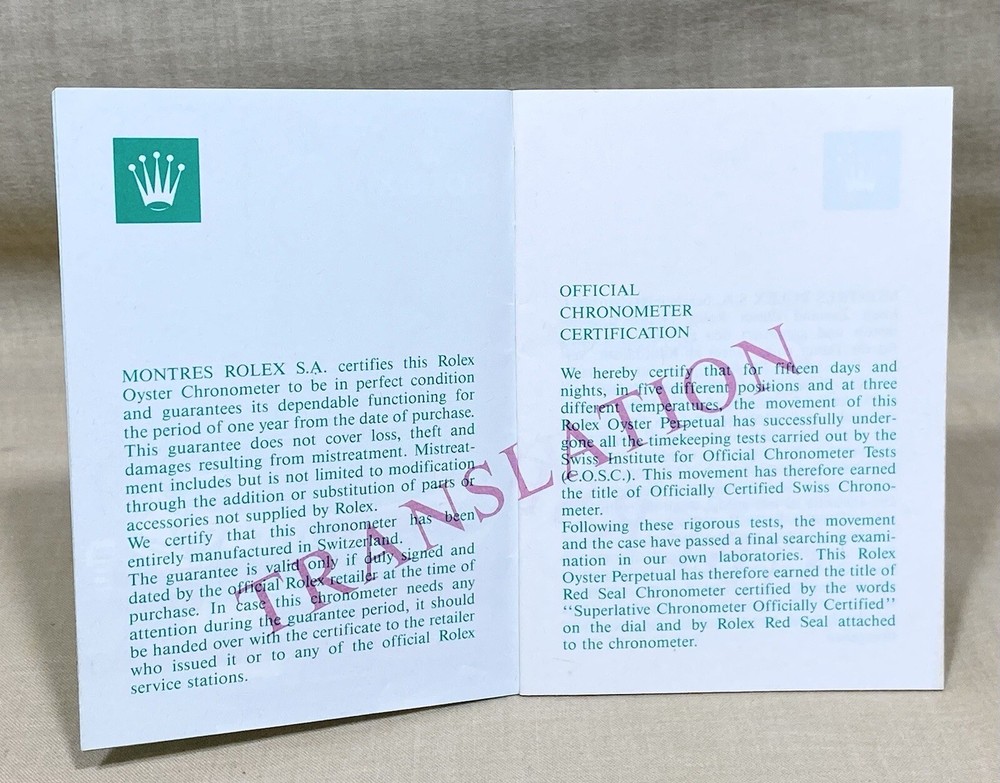 MONTRES ROLEX S.A. certifies this Rolex
Oyster Chronometer to be in perfect condition
and guarantees its dependable functioning for
the period of one year from the date of purchase.
This guarantee does not cover loss, theft and
damages resulting from mistreatment. Mistreat-
ment includes but is not limited to modification
through the addition or substitution of parts or
accessories not supplied by Rolex.
We certify that this chronometer has been
entirely manufactured in Switzerland.
The guarantee is valid only if duly signed and
dated by the official Rolex retailer at the time of
purchase. In case this chronometer needs any
attention during the guarantee period, it should
be handed over with the certificate to the retailer
who issued it or to any of the official Rolex
service stations.
OFFICIAL
CHRONOMETER
CERTIFICATION
We hereby certify that for fifteen days and
nights, in five different positions and at three
different temperatures, the movement of this
Rolex Oyster Perpetual has successfully under-
gone all the timekeeping tests carried out by the
Swiss Institute for Official Chronometer Tests
(C.O.S.C.). This movement has therefore earned
the title of Officially Certified Swiss Chrono-
meter.
Following these rigorous tests, the movement
and the case have passed a final searching exami-
nation in our own laboratories. This Rolex
Oyster Perpetual has therefore earned the title of
Red Seal Chronometer certified by the words
‘‘Superlative Chronometer Officially Certified’’
on the dial and by Rolex Red Seal attached
to the chronometer.
TRANSLATION